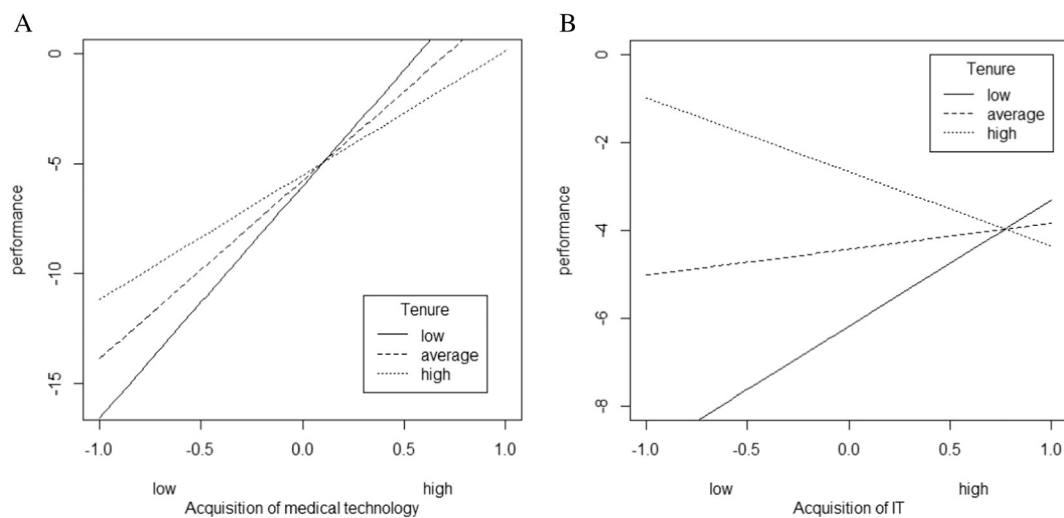 A
performance
0
-5
-10
-15
Tenure
low
average
high
-1.0 -0.5 0.0 0.5 1.0
low high
Acquisition of medical technology
B
performance
0
-2
-4
-6
-8
Tenure
low
average
high
-1.0 -0.5 0.0 0.5 1.0
low high
Acquisition of IT